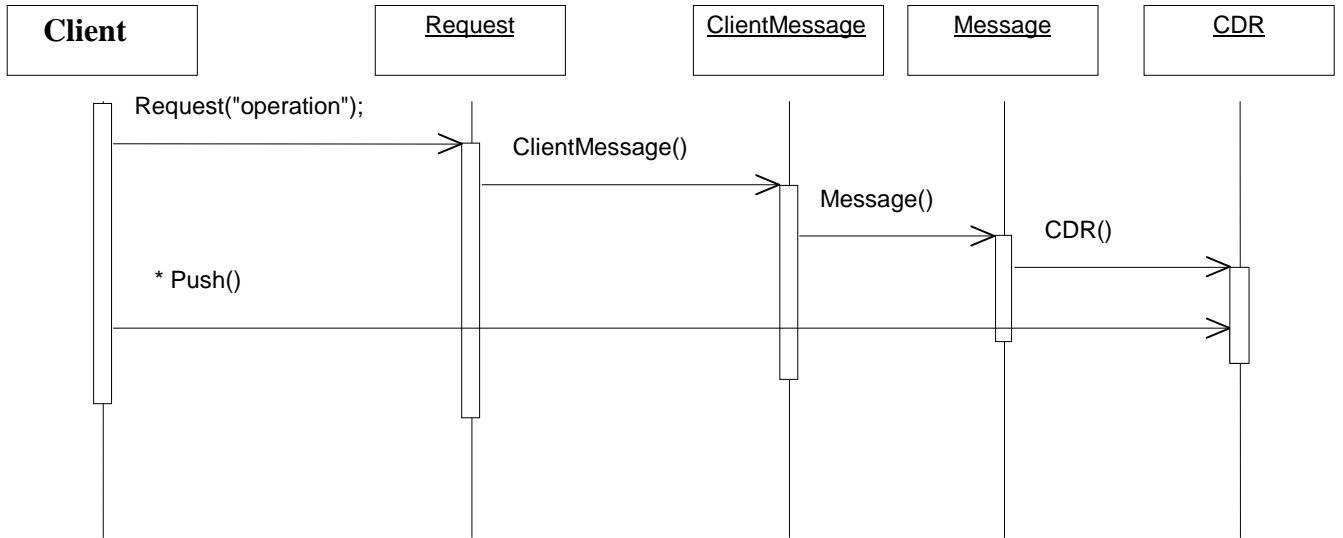 Client
Request
ClientMessage
Message
CDR
Request("operation");
ClientMessage()
Message()
CDR()
* Push()